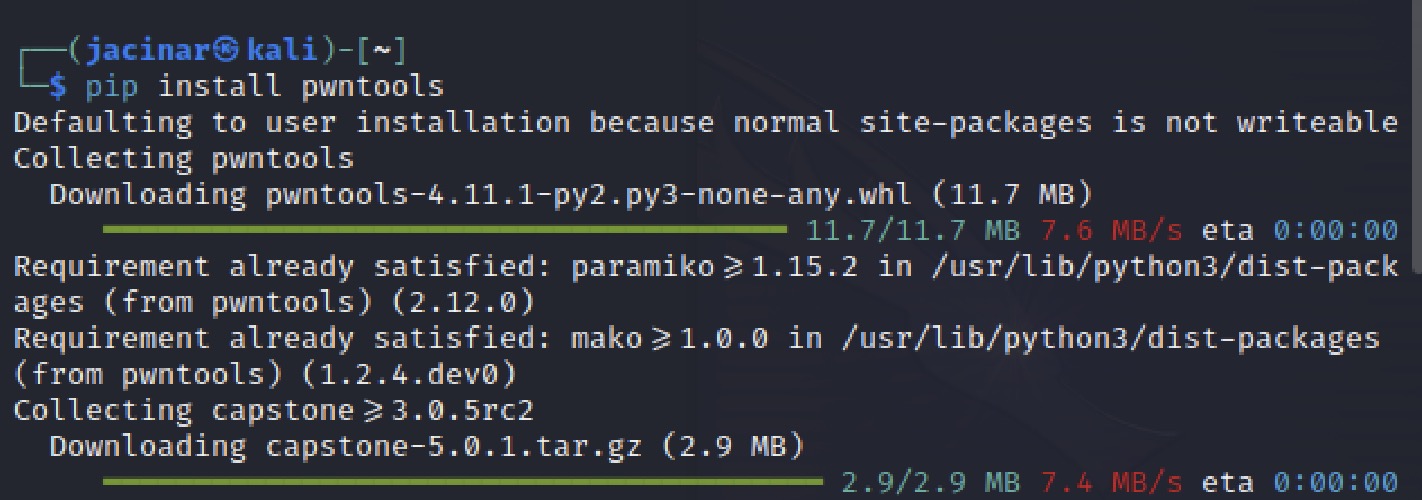 ┌──(jacinar㉿kali)-[~]
└─$ pip install pwntools
Defaulting to user installation because normal site-packages is not writeable
Collecting pwntools
  Downloading pwntools-4.11.1-py2.py3-none-any.whl (11.7 MB)
11.7/11.7 MB 7.6 MB/s eta 0:00:00
Requirement already satisfied: paramiko≥1.15.2 in /usr/lib/python3/dist-pack
ages (from pwntools) (2.12.0)
Requirement already satisfied: mako≥1.0.0 in /usr/lib/python3/dist-packages
(from pwntools) (1.2.4.dev0)
Collecting capstone≥3.0.5rc2
  Downloading capstone-5.0.1.tar.gz (2.9 MB)
2.9/2.9 MB 7.4 MB/s eta 0:00:00